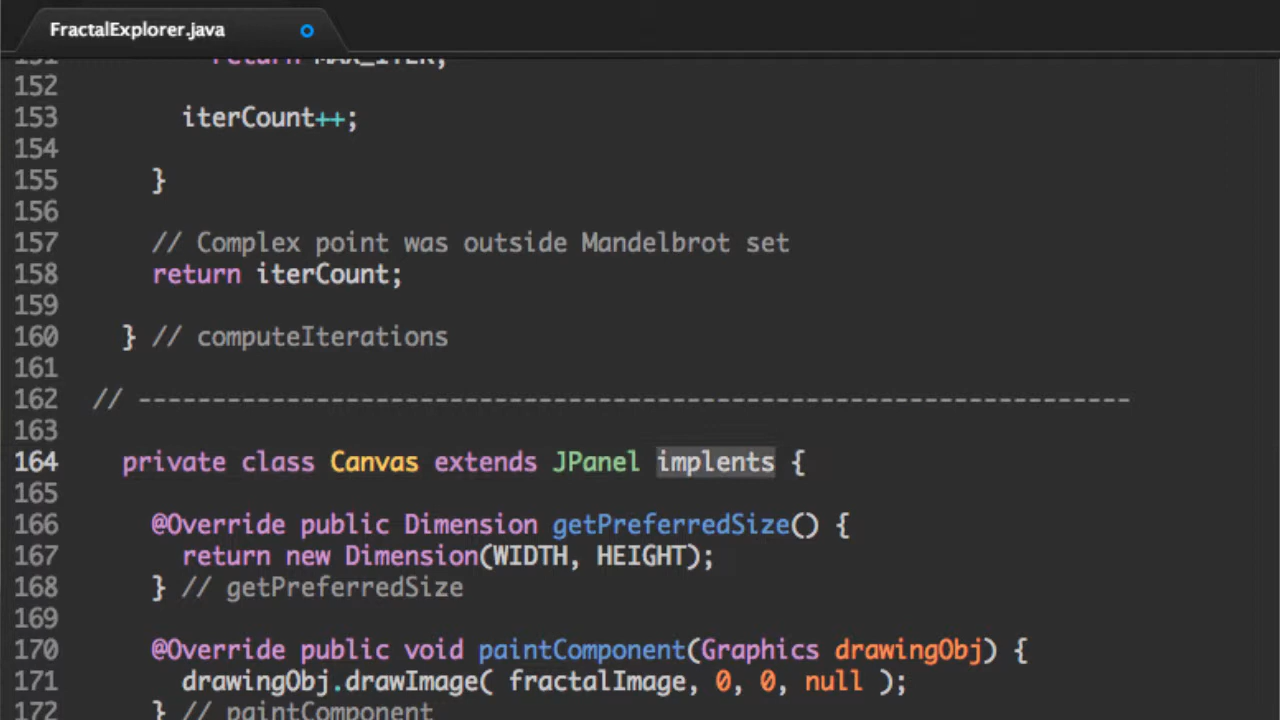 FractalExplorer.java
151 return MAX_ITER;
152
153 iterCount++;
154
155 }
156
157 // Complex point was outside Mandelbrot set
158 return iterCount;
159
160 } // computeIterations
161
162 // -------------------------------------------------------------------
163
164 private class Canvas extends JPanel implents {
165
166 @Override public Dimension getPreferredSize() {
167 return new Dimension(WIDTH, HEIGHT);
168 } // getPreferredSize
169
170 @Override public void paintComponent(Graphics drawingObj) {
171 drawingObj.drawImage( fractalImage, 0, 0, null );
172 } // paintComponent